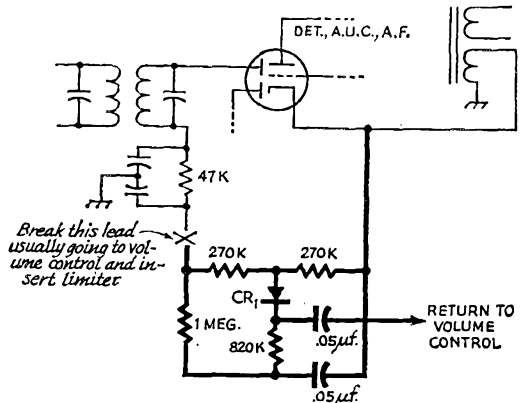 DET., A.U.C., A.F.
47K
Break this lead
usually going to vol-
ume control and in-
sert limiter
270K
270K
CR1
1 MEG.
820K
.05µf.
RETURN TO
VOLUME
CONTROL
.05µf.